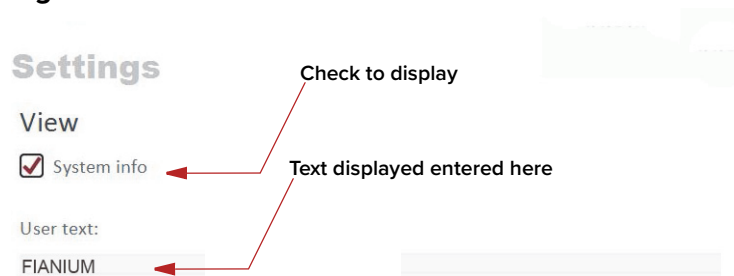 Settings
Check to display
View
System info
Text displayed entered here
User text:
FIANIUM